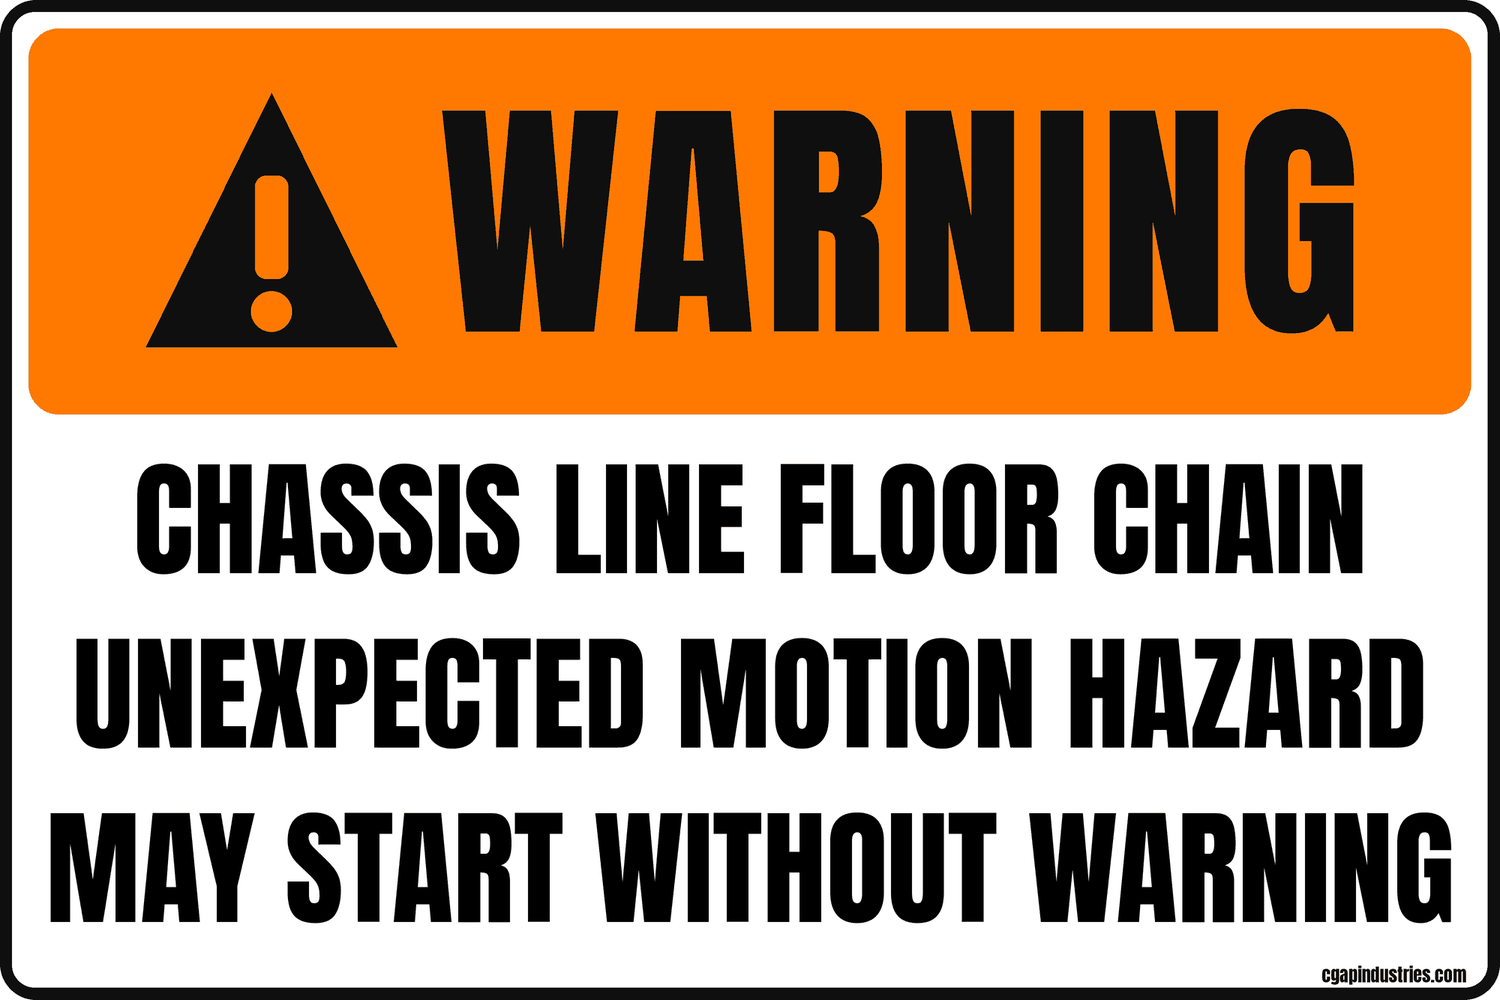 WARNING
CHASSIS LINE FLOOR CHAIN
UNEXPECTED MOTION HAZARD
MAY START WITHOUT WARNING
cgapindustries.com